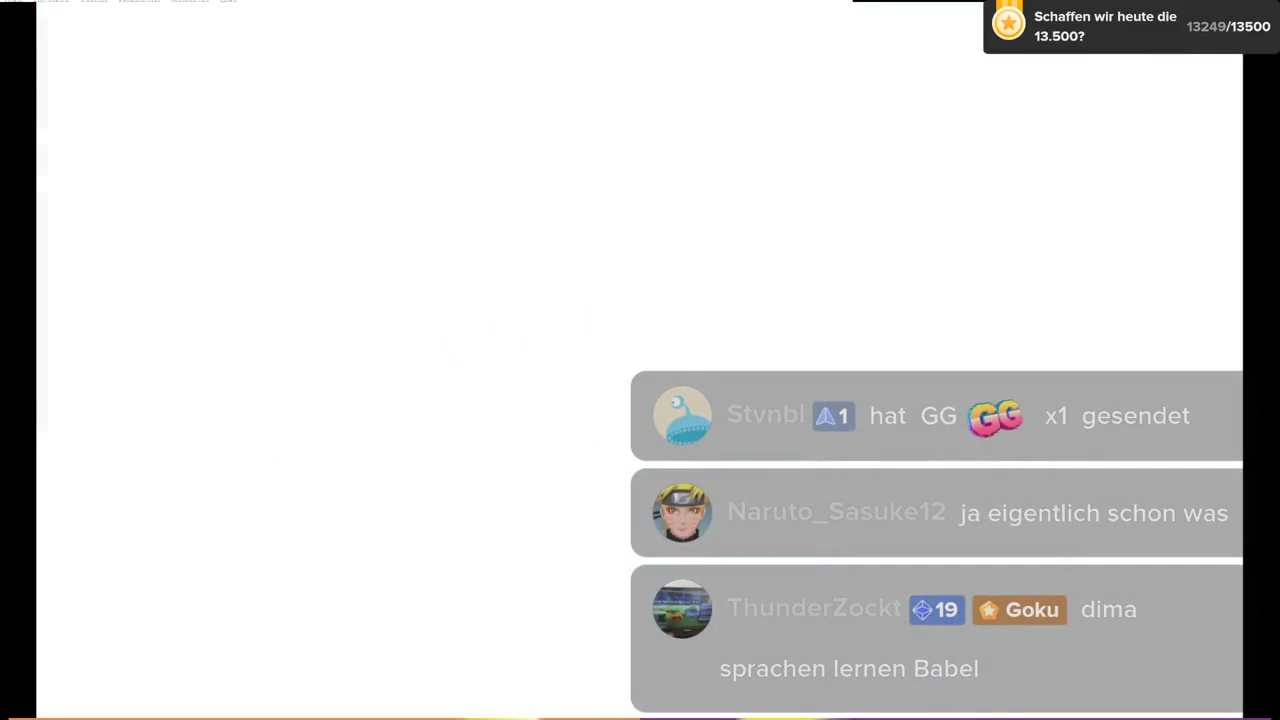 Schaffen wir heute die
13.500?
13249/13500
Stvnbl 1 hat GG GG x1 gesendet
Naruto_Sasuke12 ja eigentlich schon was
ThunderZockt 19 Goku dima
sprachen lernen Babel